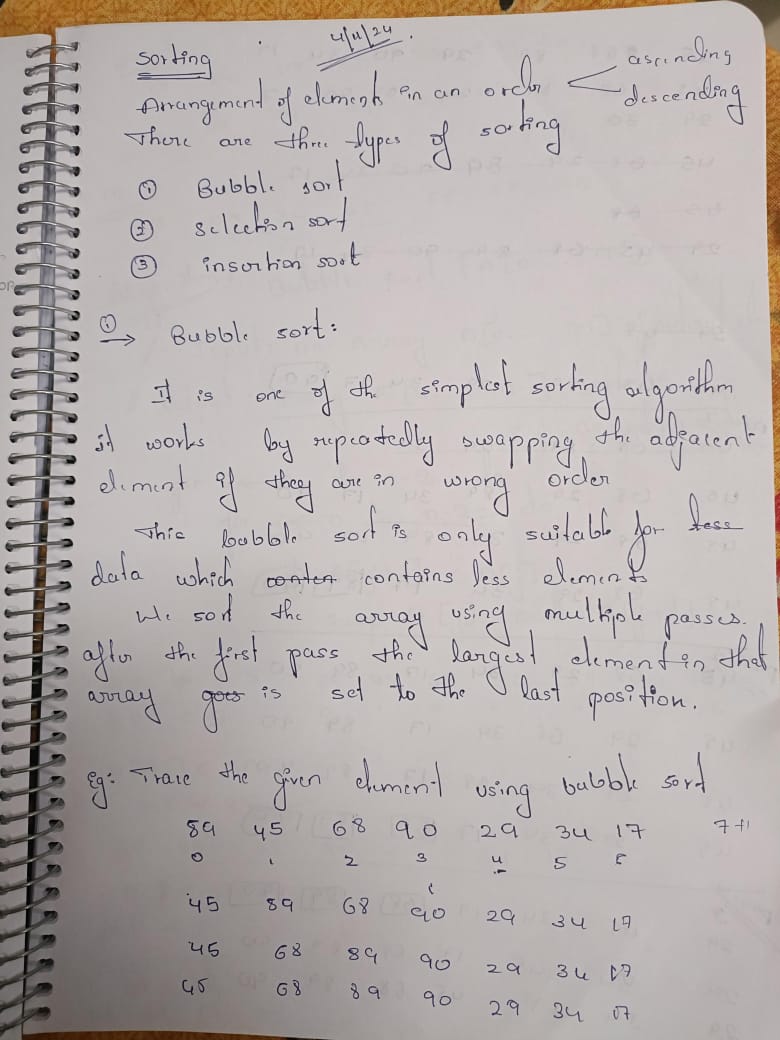 4/11/24.
Sorting
Arrangement of elements in an order < ascending
descending
There are three types of sorting
① Bubble sort
② Selection sort
③ insertion sort
① → Bubble sort:
It is one of the simplest sorting algorithm
it works by repeatedly swapping the adjacent
element if they are in wrong order
This bubble sort is only suitable for less
data which conten contains less elements
We sort the array using multiple passes.
after the first pass the largest element in that
array goes is set to the last position.
Eg: Trace the given element using bubble sort
89 45 68 90 29 34 17
0 1 2 3 4 5
45 89 68 90 29 34 17
45 68 89 90 29 34 17
45 68 89 90 29 34 17